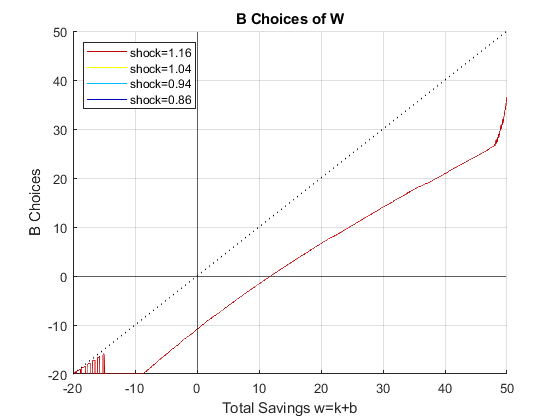 B Choices of W
50
40
30
20
10
0
-10
-20
B Choices
shock=1.16
shock=1.04
shock=0.94
shock=0.86
-20
-10
0
10
20
30
40
50
Total Savings w=k+b